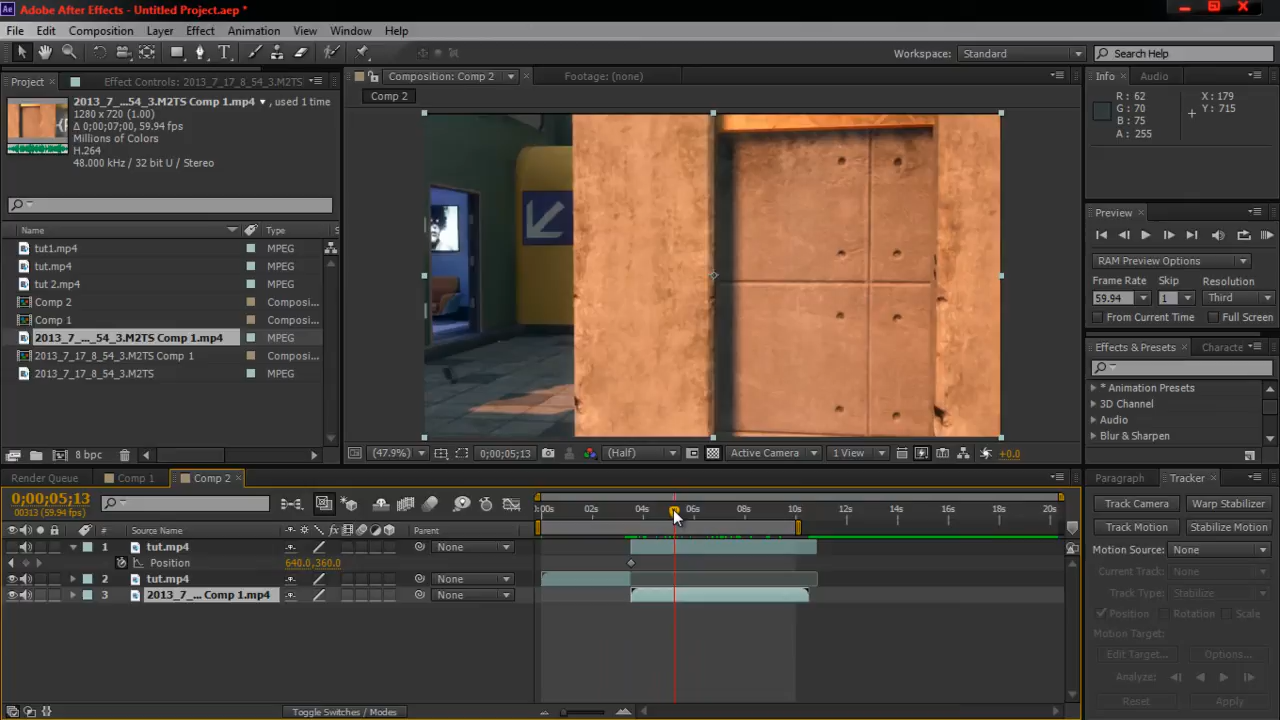 Adobe After Effects - Untitled Project.aep *
File Edit Composition Layer Effect Animation View Window Help
Workspace: Standard Search Help
Project Effect Controls: 2013_7_17_8_54_3.M2TS
Composition: Comp 2 Footage: (none)
Info Audio
2013_7_...54_3.M2TS Comp 1.mp4 , used 1 time
1280 x 720 (1.00)
Δ 0;00;07;00, 59.94 fps
Millions of Colors
H.264
48.000 kHz / 32 bit U / Stereo
Comp 2
R : 62
G : 70
B : 75
A : 255
X : 179
Y : 715
Preview
RAM Preview Options
Frame Rate Skip Resolution
59.94 1 Third
From Current Time Full Screen
Effects & Presets Characte
* Animation Presets
3D Channel
Audio
Blur & Sharpen
Name Type
tut1.mp4 MPEG
tut.mp4 MPEG
tut 2.mp4 MPEG
Comp 2 Composi...
Comp 1 Composi...
2013_7_..._54_3.M2TS Comp 1.mp4 MPEG
2013_7_17_8_54_3.M2TS Comp 1 Composi...
2013_7_17_8_54_3.M2TS MPEG
8 bpc
(47.9%) 0;00;05;13 (Half) Active Camera 1 View +0.0
Render Queue Comp 1 Comp 2
Paragraph Tracker
0;00;05;13
00313 (59.94 fps)
:00s 02s 04s 06s 08s 10s 12s 14s 16s 18s 20s
# Source Name Parent
1 tut.mp4 None
Position 640.0,360.0
2 tut.mp4 None
3 2013_7_... Comp 1.mp4 None
Toggle Switches / Modes
Track Camera Warp Stabilizer
Track Motion Stabilize Motion
Motion Source: None
Current Track: None
Track Type: Stabilize
Position Rotation Scale
Motion Target:
Edit Target... Options...
Analyze:
Reset Apply